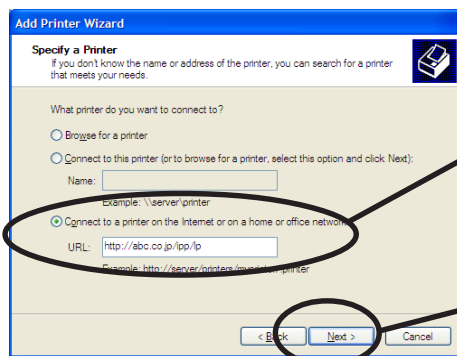 Add Printer Wizard
Specify a Printer
If you don't know the name or address of the printer, you can search for a printer
that meets your needs.
What printer do you want to connect to?
Browse for a printer
Connect to this printer (or to browse for a printer, select this option and click Next):
Name:
Example: \\server\printer
Connect to a printer on the Internet or on a home or office network:
URL: http://abc.co.jp/ipp/lp
Example: http://server/printers/myprinter/.printer
< Back Next > Cancel